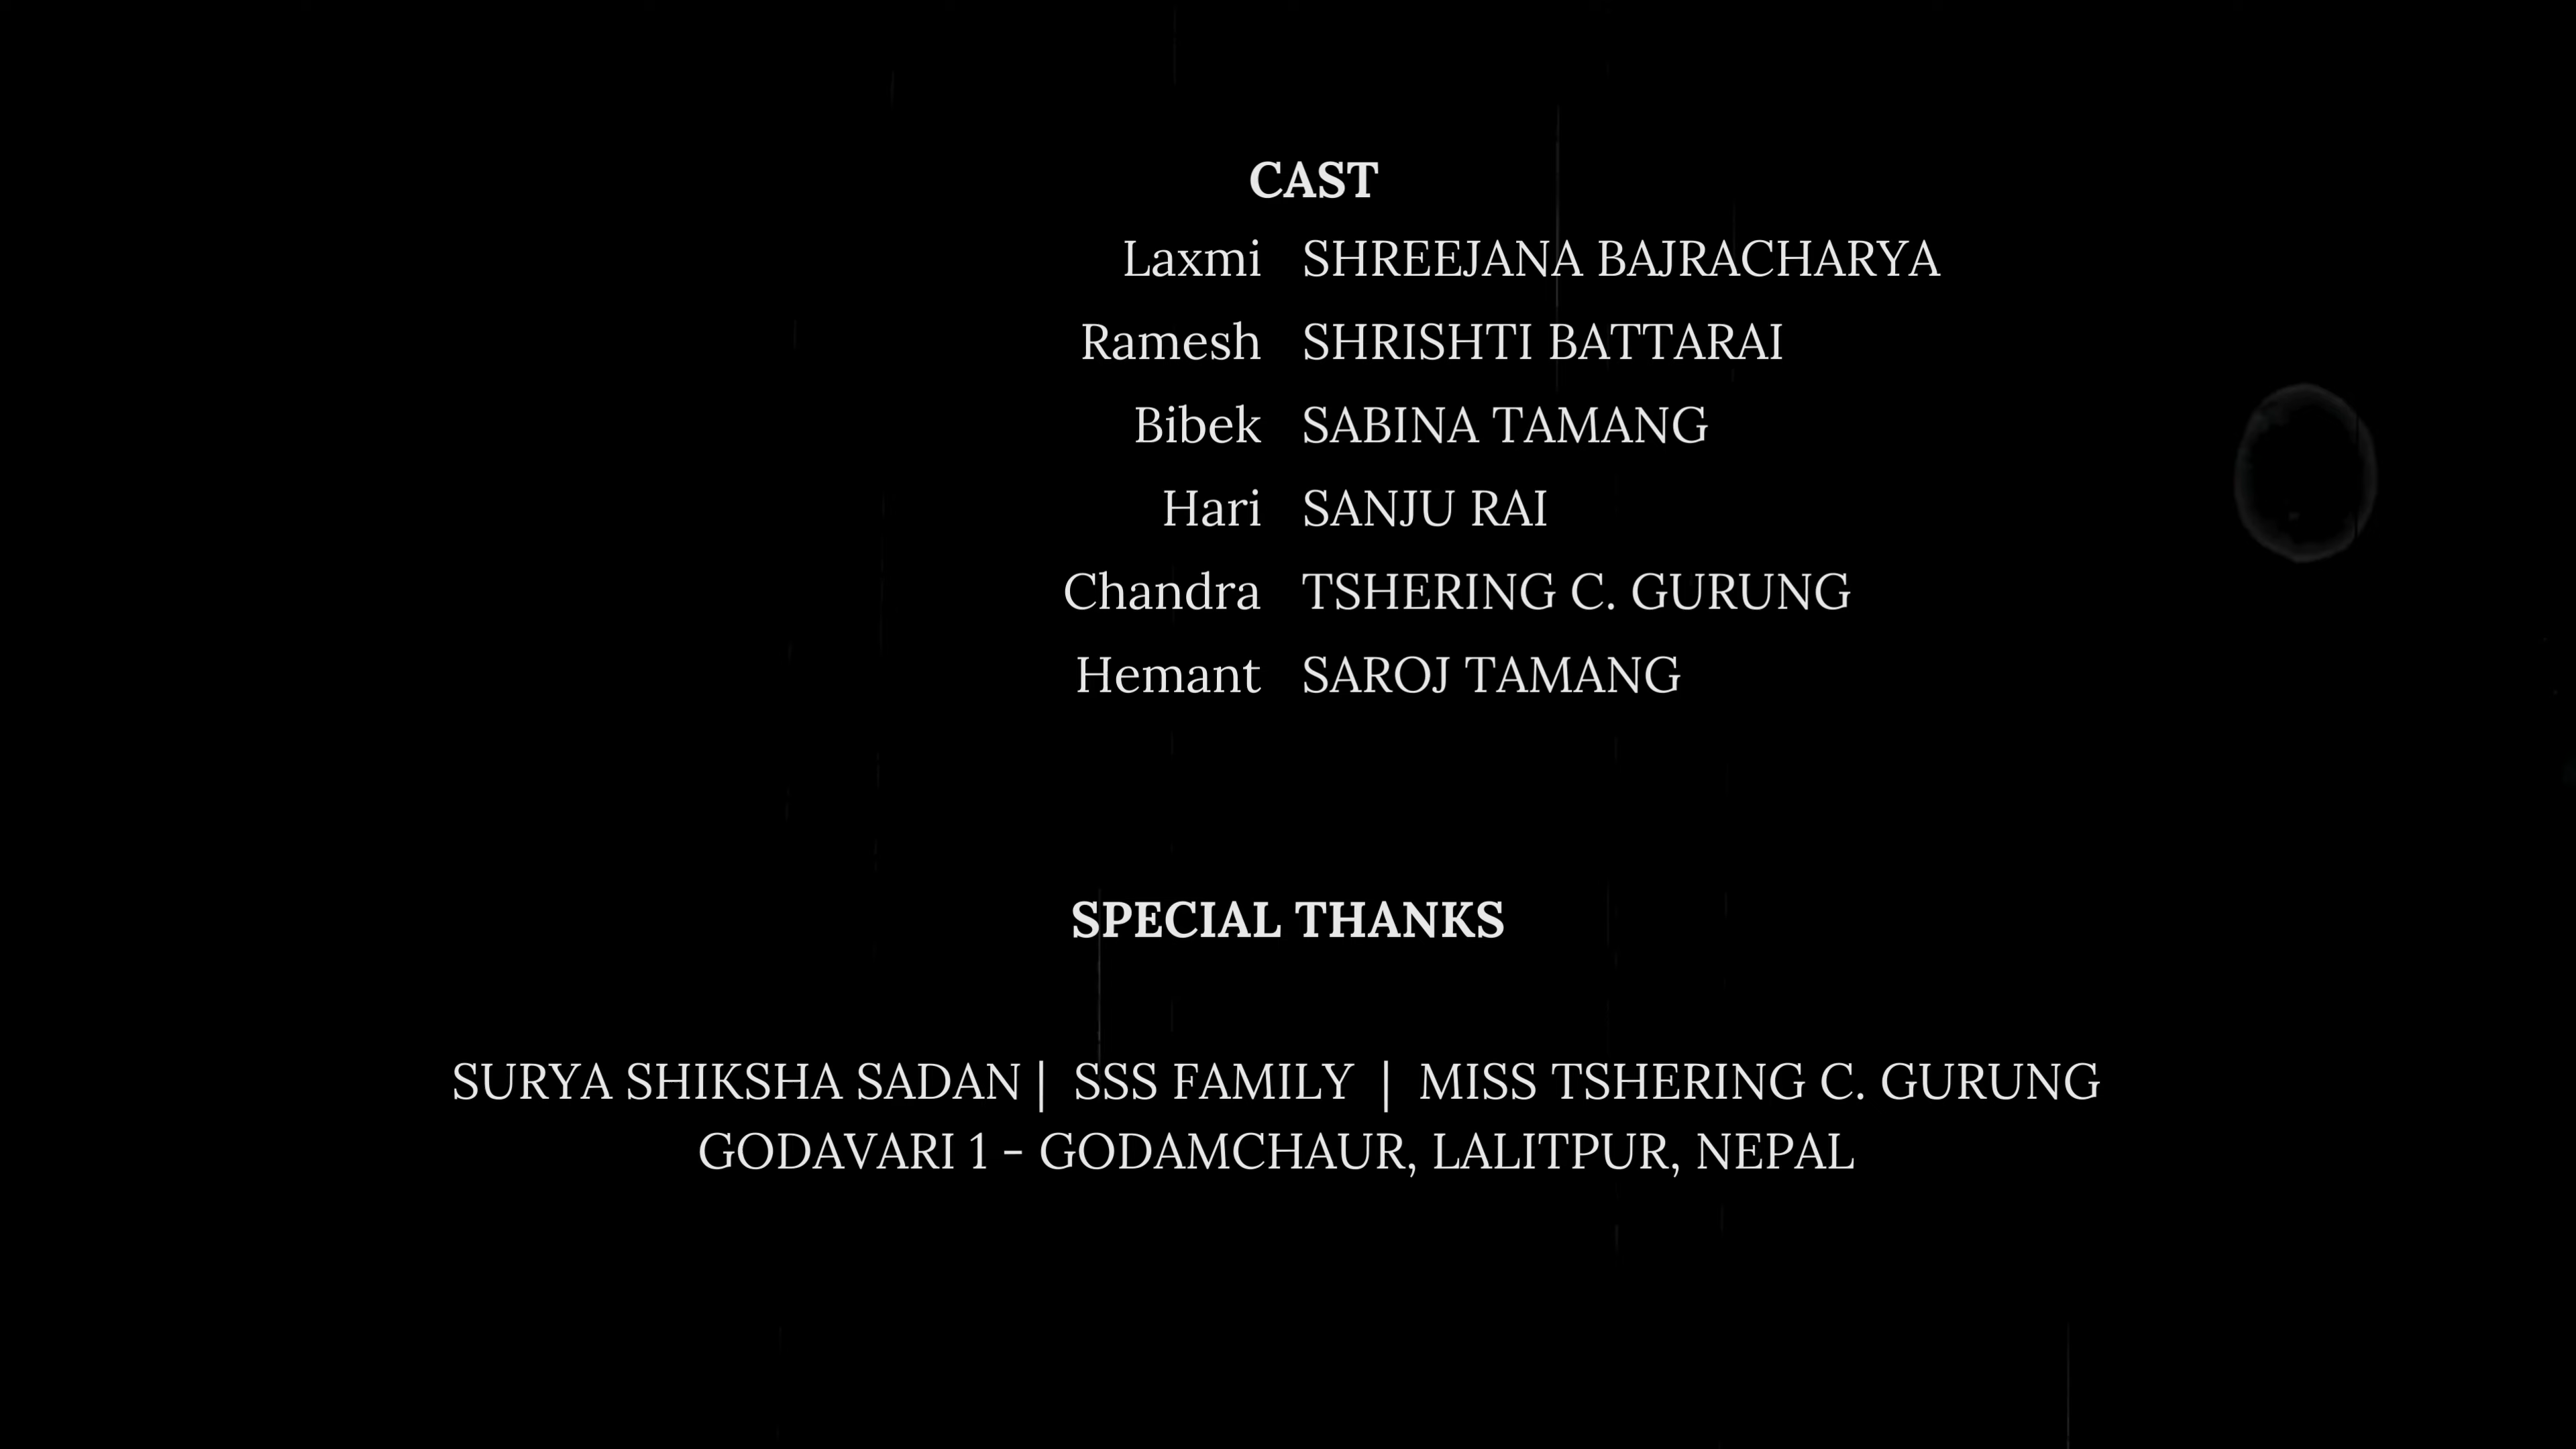 CAST
Laxmi SHREEJANA BAJRACHARYA
Ramesh SHRISHTI BATTARAI
Bibek SABINA TAMANG
Hari SANJU RAI
Chandra TSHERING C. GURUNG
Hemant SAROJ TAMANG
SPECIAL THANKS
SURYA SHIKSHA SADAN | SSS FAMILY | MISS TSHERING C. GURUNG
GODAVARI 1 - GODAMCHAUR, LALITPUR, NEPAL